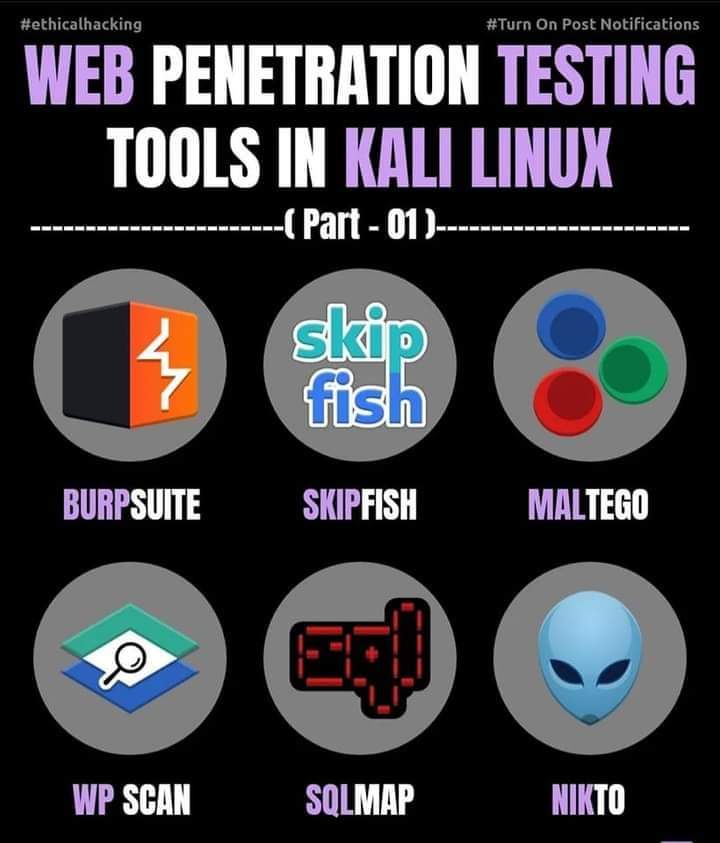 #ethicalhacking
#Turn On Post Notifications
WEB PENETRATION TESTING
TOOLS IN KALI LINUX
-----------------------( Part - 01 )-----------------------
skip
fish
BURPSUITE
SKIPFISH
MALTEGO
WP SCAN
SQLMAP
NIKTO